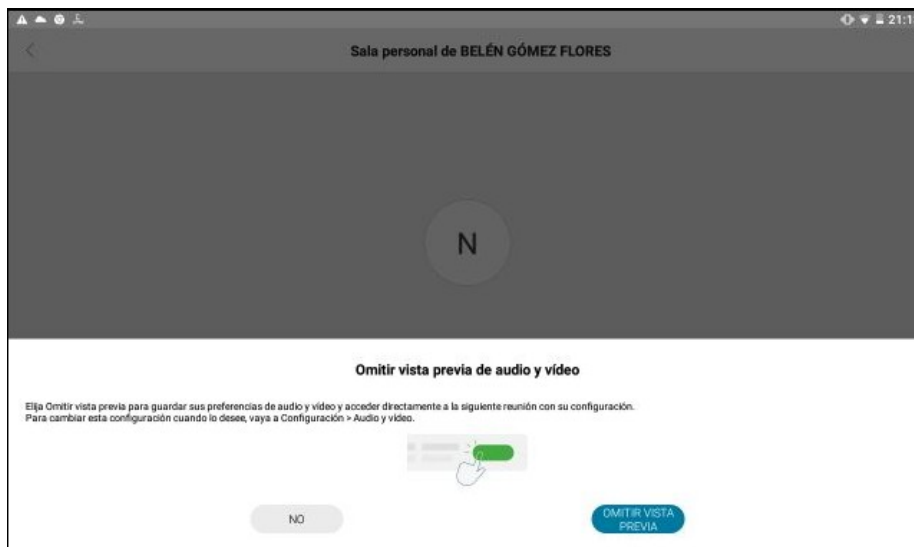 21:1
Sala personal de BELÉN GÓMEZ FLORES
N
Omitir vista previa de audio y vídeo
Elija Omitir vista previa para guardar sus preferencias de audio y vídeo y acceder directamente a la siguiente reunión con su configuración.
Para cambiar esta configuración cuando lo desee, vaya a Configuración > Audio y vídeo.
NO
OMITIR VISTA
PREVIA